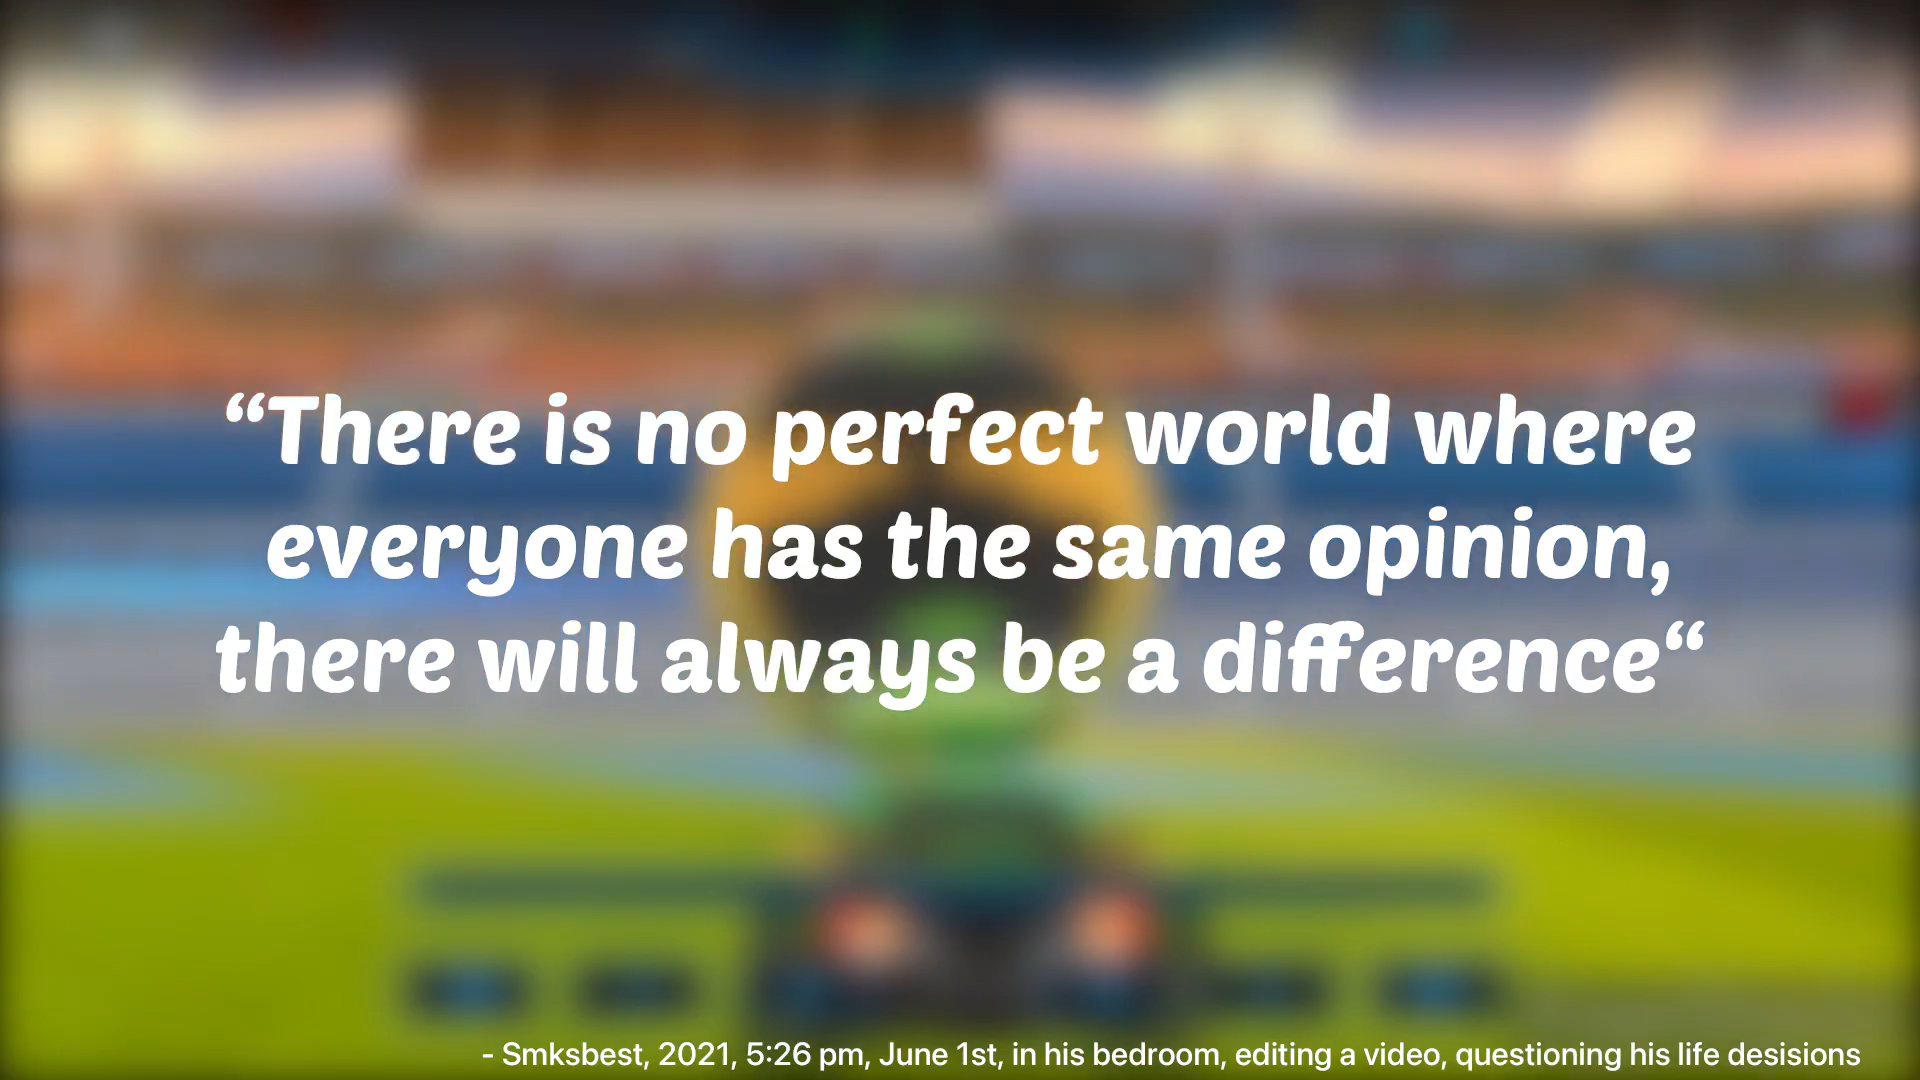 “There is no perfect world where
everyone has the same opinion,
there will always be a difference“
- Smksbest, 2021, 5:26 pm, June 1st, in his bedroom, editing a video, questioning his life desisions